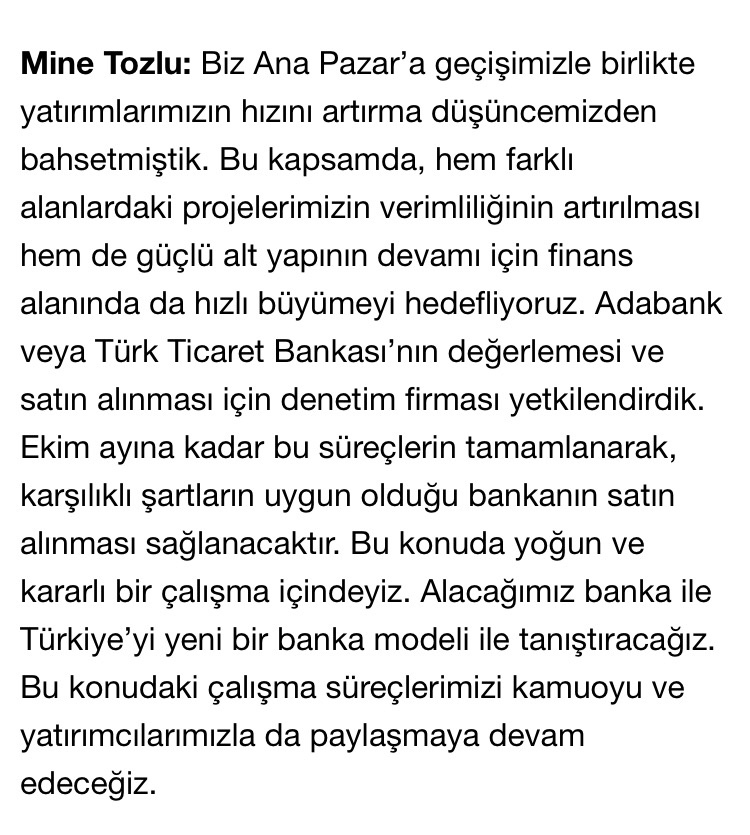 Mine Tozlu: Biz Ana Pazar’a geçişimizle birlikte
yatırımlarımızın hızını artırma düşüncemizden
bahsetmiştik. Bu kapsamda, hem farklı
alanlardaki projelerimizin verimliliğinin artırılması
hem de güçlü alt yapının devamı için finans
alanında da hızlı büyümeyi hedefliyoruz. Adabank
veya Türk Ticaret Bankası’nın değerlemesi ve
satın alınması için denetim firması yetkilendirdik.
Ekim ayına kadar bu süreçlerin tamamlanarak,
karşılıklı şartların uygun olduğu bankanın satın
alınması sağlanacaktır. Bu konuda yoğun ve
kararlı bir çalışma içindeyiz. Alacağımız banka ile
Türkiye’yi yeni bir banka modeli ile tanıştıracağız.
Bu konudaki çalışma süreçlerimizi kamuoyu ve
yatırımcılarımızla da paylaşmaya devam
edeceğiz.